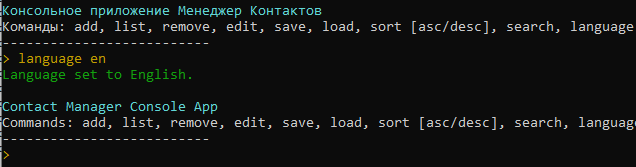 Консольное приложение Менеджер Контактов
Команды: add, list, remove, edit, save, load, sort [asc/desc], search, language
--------------------------
> language en
Language set to English.
Contact Manager Console App
Commands: add, list, remove, edit, save, load, sort [asc/desc], search, language
--------------------------
>